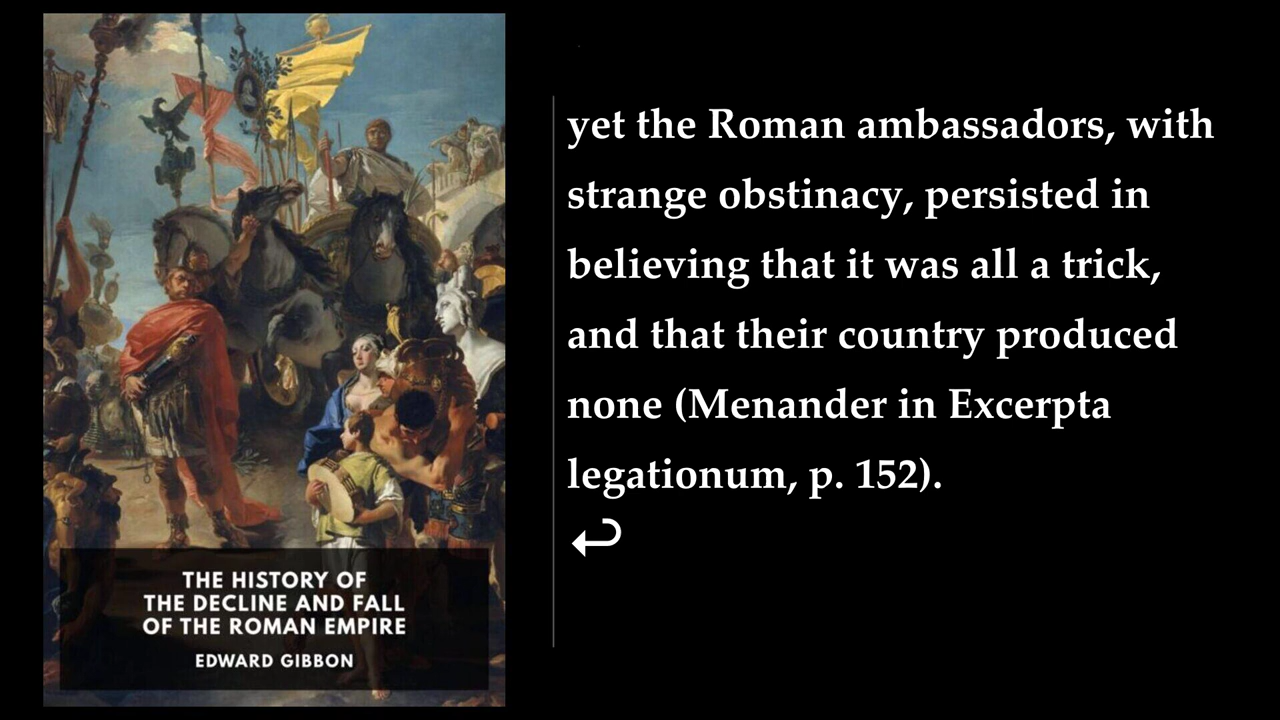 yet the Roman ambassadors, with
strange obstinacy, persisted in
believing that it was all a trick,
and that their country produced
none (Menander in Excerpta
legationum, p. 152).
↩
THE HISTORY OF
THE DECLINE AND FALL
OF THE ROMAN EMPIRE
EDWARD GIBBON